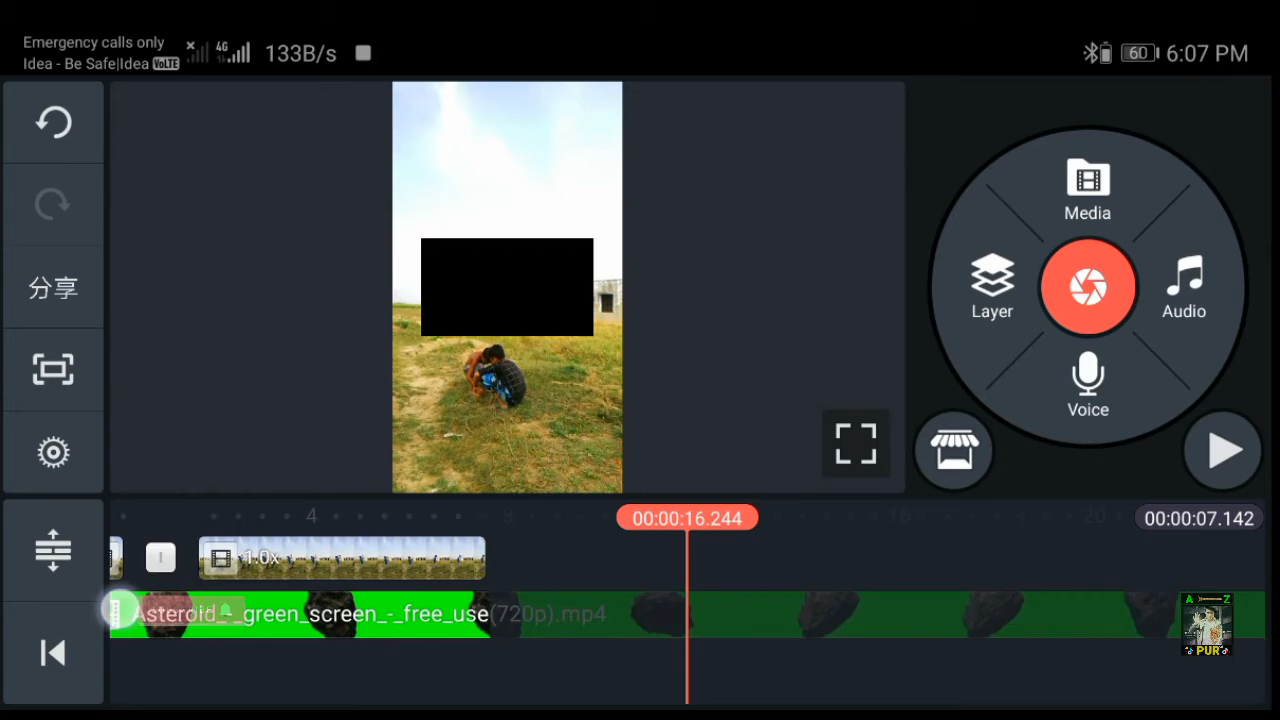 Emergency calls only
Idea - Be Safe|Idea VoLTE
4G
133B/s
60
6:07 PM
分享
Media
Layer
Audio
Voice
4
8
00:00:16.244
16
20
00:00:07.142
1.0x
Asteroid_-_green_screen_-_free_use(720p).mp4
A Z
PUR